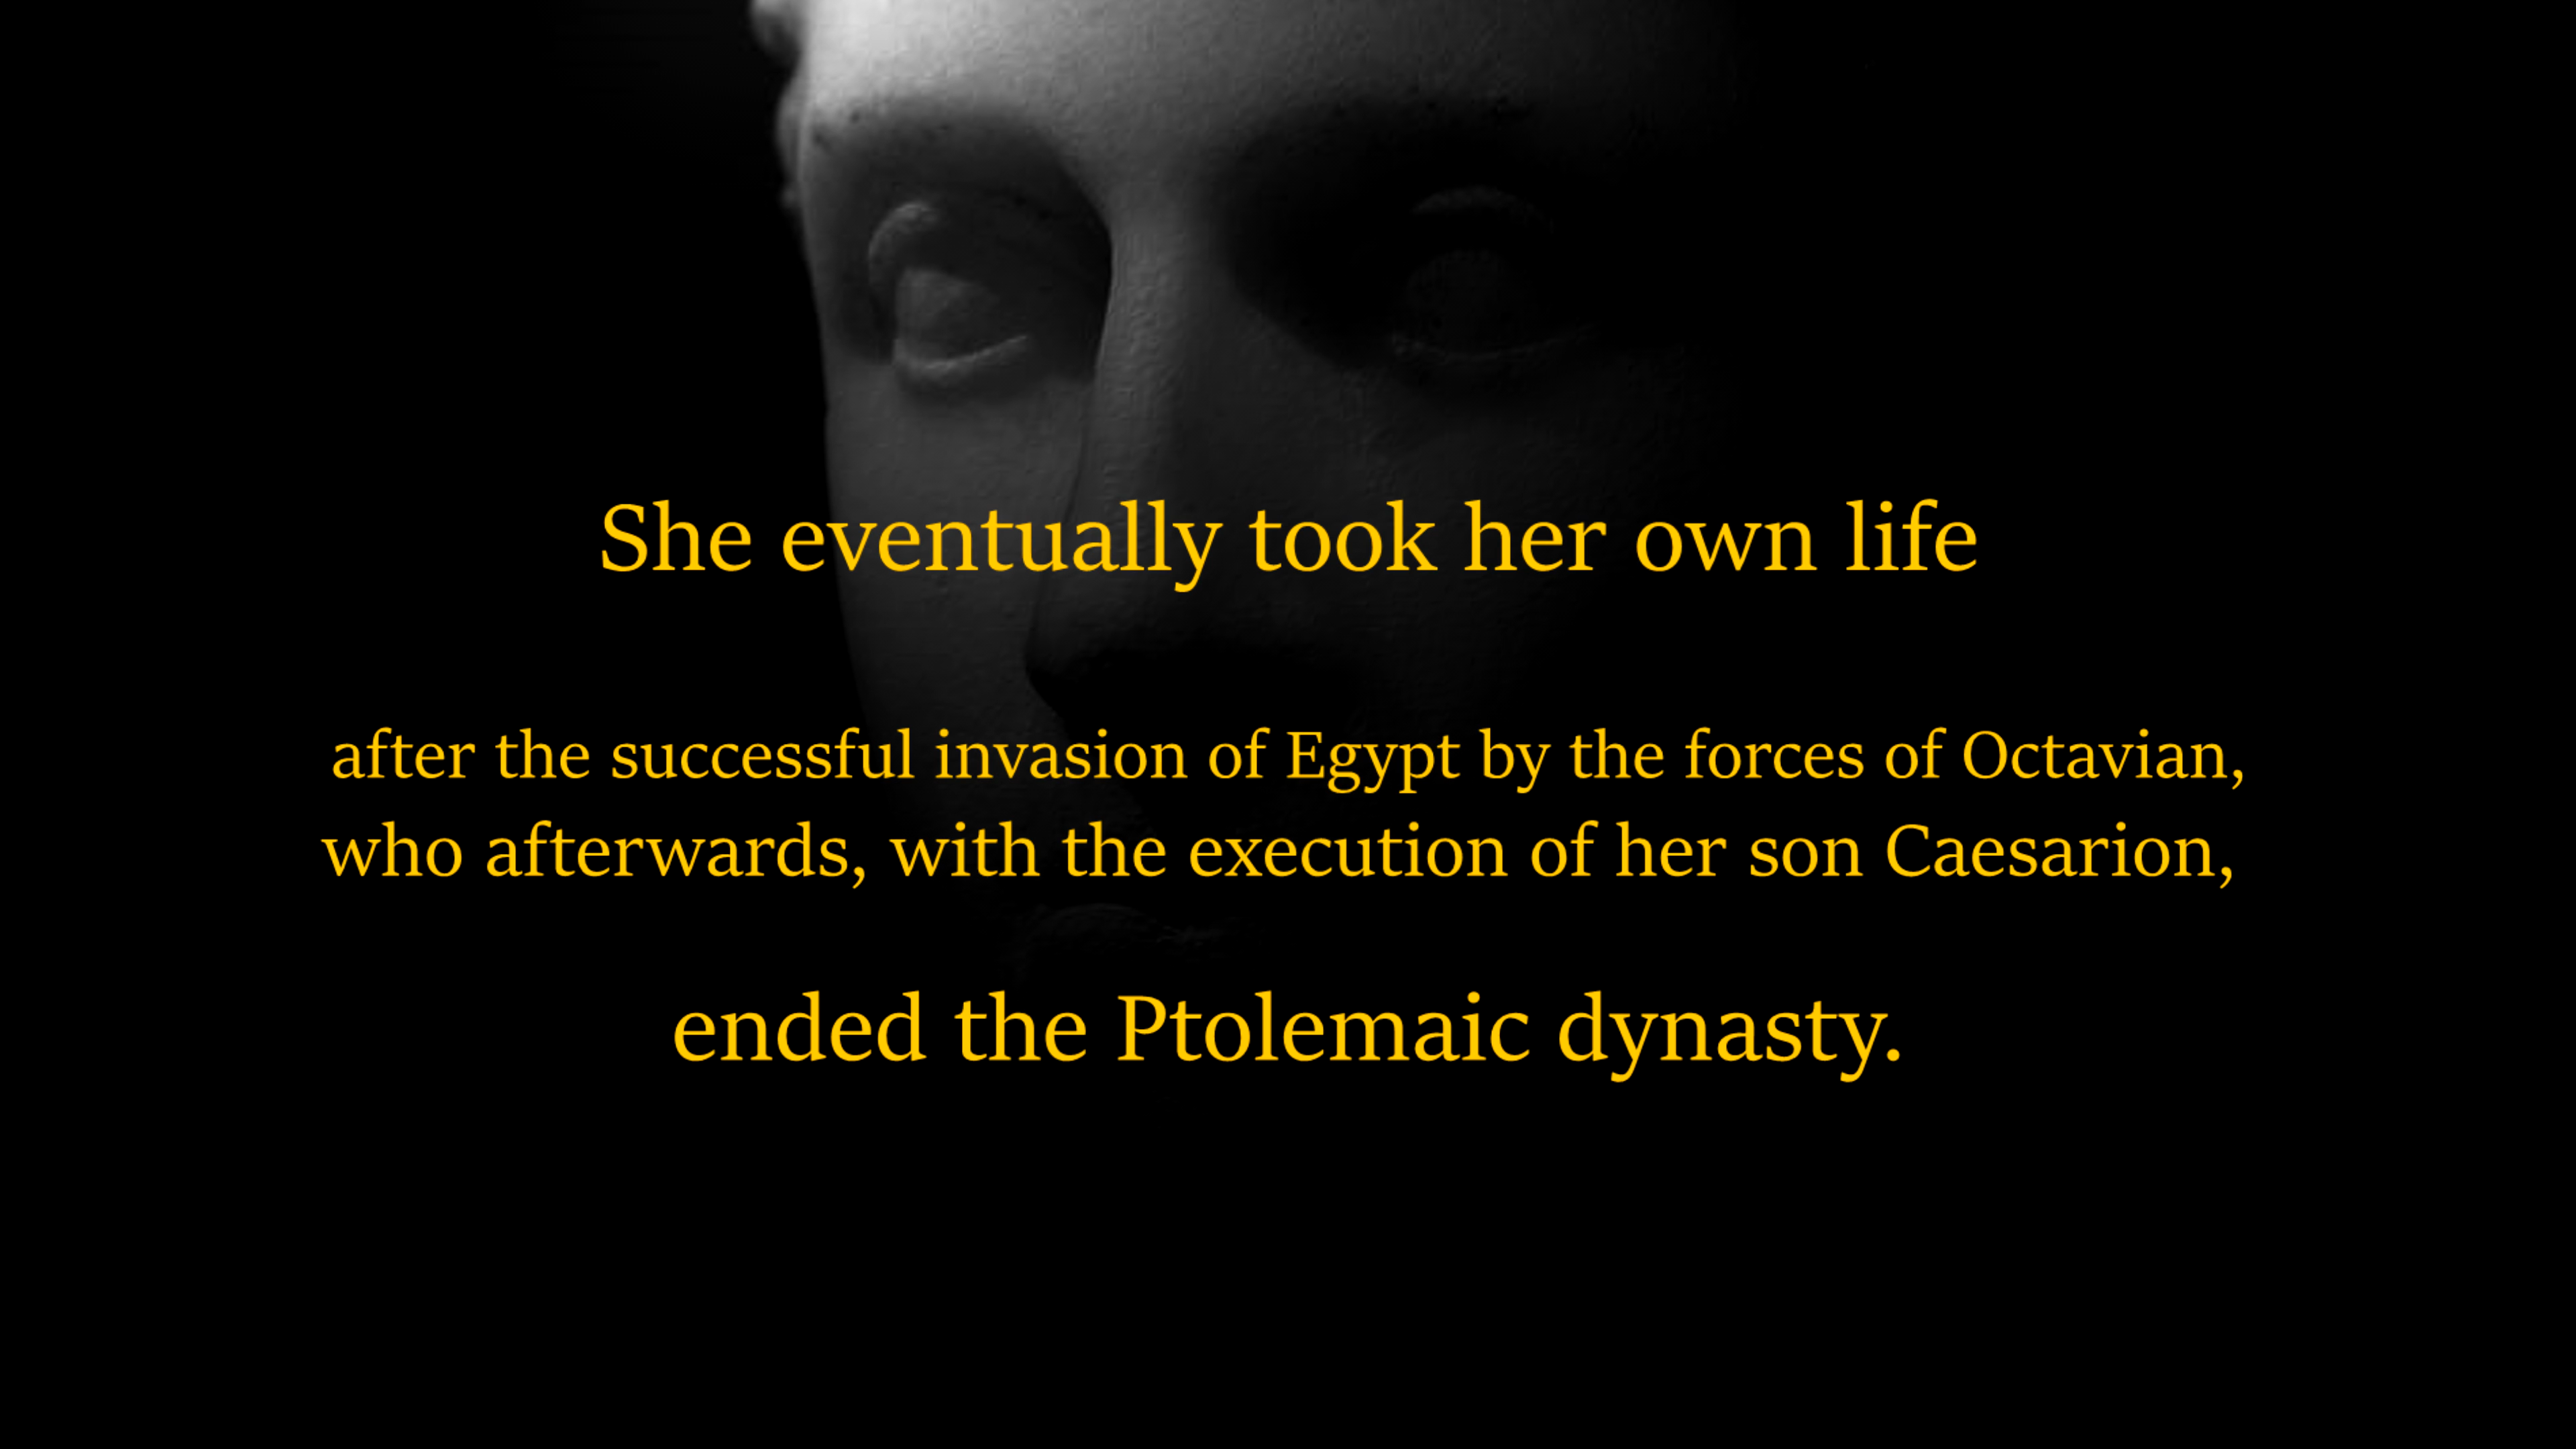 She eventually took her own life
after the successful invasion of Egypt by the forces of Octavian,
who afterwards, with the execution of her son Caesarion,
ended the Ptolemaic dynasty.